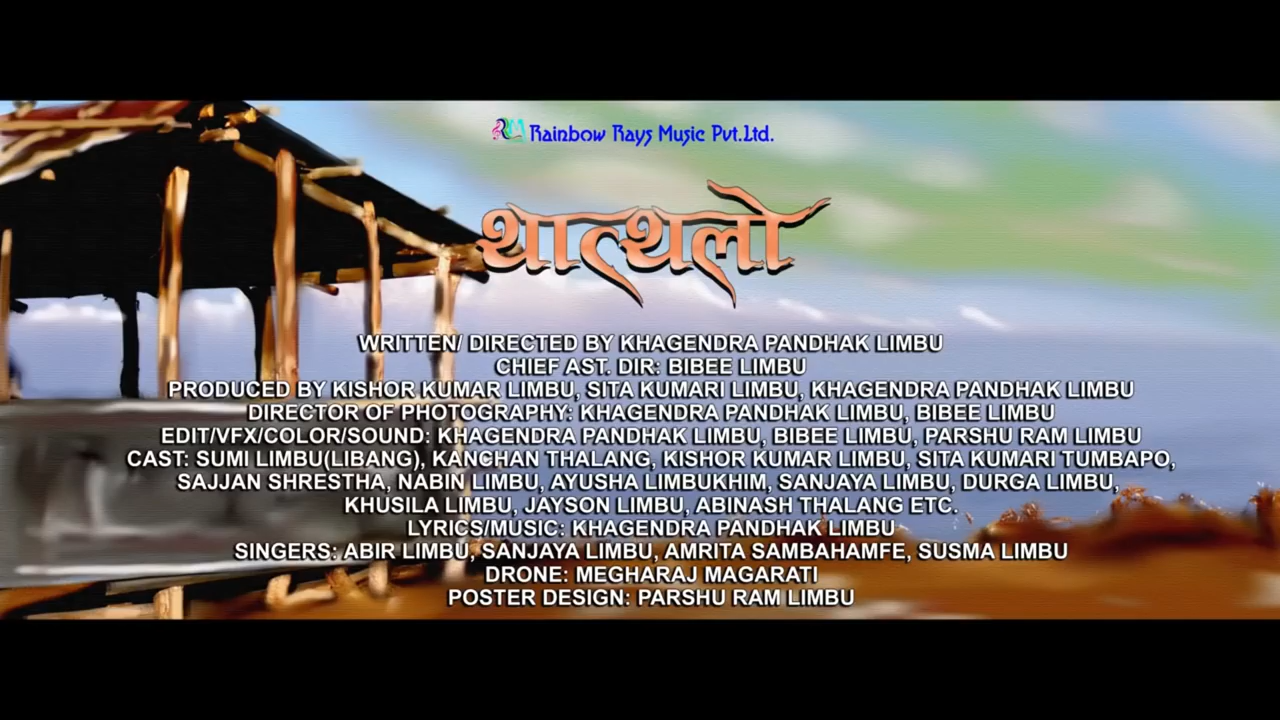 Rainbow Rays Music Pvt.Ltd.
थात्थलो
WRITTEN/ DIRECTED BY KHAGENDRA PANDHAK LIMBU
CHIEF AST. DIR: BIBEE LIMBU
PRODUCED BY KISHOR KUMAR LIMBU, SITA KUMARI LIMBU, KHAGENDRA PANDHAK LIMBU
DIRECTOR OF PHOTOGRAPHY: KHAGENDRA PANDHAK LIMBU, BIBEE LIMBU
EDIT/VFX/COLOR/SOUND: KHAGENDRA PANDHAK LIMBU, BIBEE LIMBU, PARSHU RAM LIMBU
CAST: SUMI LIMBU(LIBANG), KANCHAN THALANG, KISHOR KUMAR LIMBU, SITA KUMARI TUMBAPO,
SAJJAN SHRESTHA, NABIN LIMBU, AYUSHA LIMBUKHIM, SANJAYA LIMBU, DURGA LIMBU,
KHUSILA LIMBU, JAYSON LIMBU, ABINASH THALANG ETC.
LYRICS/MUSIC: KHAGENDRA PANDHAK LIMBU
SINGERS: ABIR LIMBU, SANJAYA LIMBU, AMRITA SAMBAHAMFE, SUSMA LIMBU
DRONE: MEGHARAJ MAGARATI
POSTER DESIGN: PARSHU RAM LIMBU